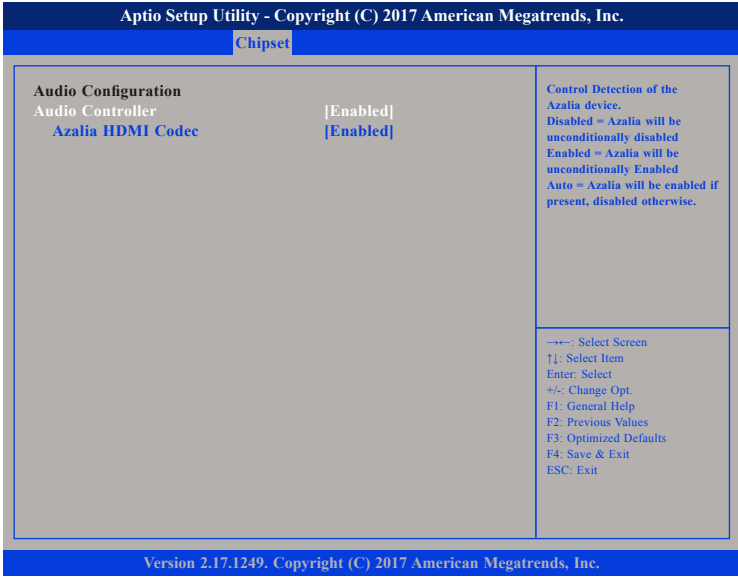 Aptio Setup Utility - Copyright (C) 2017 American Megatrends, Inc.
Chipset
Audio Configuration
Audio Controller [Enabled]
Azalia HDMI Codec [Enabled]
Control Detection of the
Azalia device.
Disabled = Azalia will be
unconditionally disabled
Enabled = Azalia will be
unconditionally Enabled
Auto = Azalia will be enabled if
present, disabled otherwise.
→←: Select Screen
↑↓: Select Item
Enter: Select
+/-: Change Opt.
F1: General Help
F2: Previous Values
F3: Optimized Defaults
F4: Save & Exit
ESC: Exit
Version 2.17.1249. Copyright (C) 2017 American Megatrends, Inc.